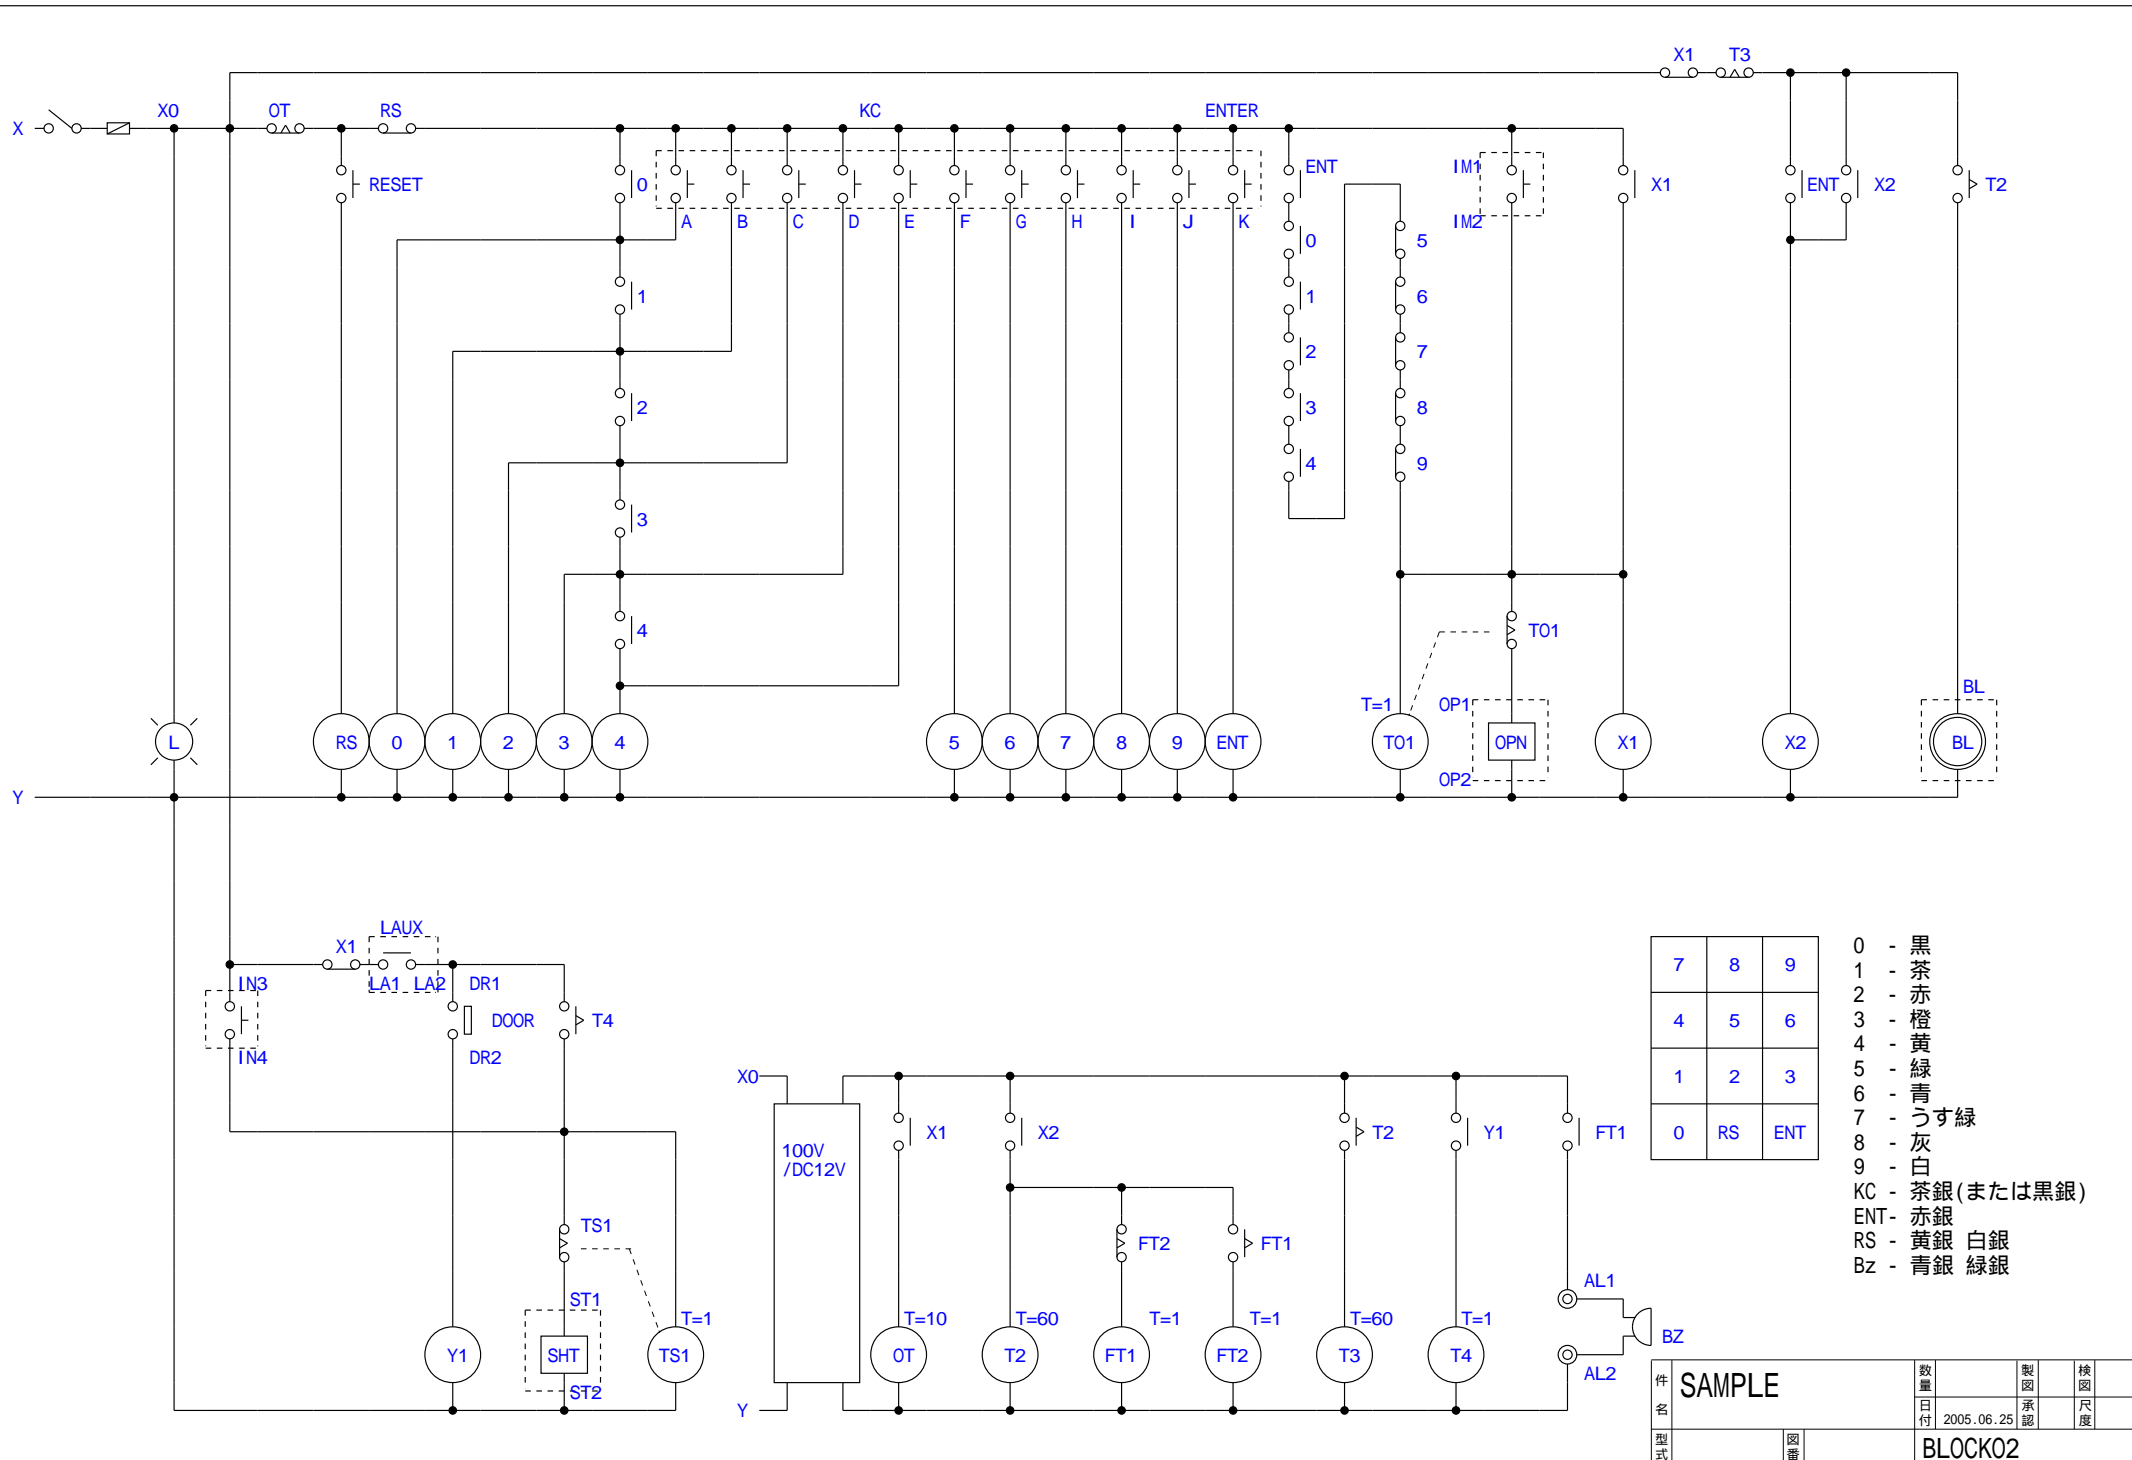 X1 T3
X X0 OT RS KC ENTER
RESET 0 ENT IM1 X1 ENT X2 T2
A B C D E F G H I J K IM2
0 5
1 1 6
2 7
2 3 8
4 9
3
4 TO1
T=1 OP1 BL
L RS 0 1 2 3 4 5 6 7 8 9 ENT TO1 OPN X1 X2 BL
OP2
Y
LAUX
X1
IN3 LA1 LA2 DR1
DOOR T4
IN4 DR2
X0
100V
/DC12V
X1 X2 T2 Y1 FT1
TS1 FT2 FT1
ST1 AL1
T=1 T=10 T=60 T=1 T=1 T=60 T=1
Y1 SHT TS1 OT T2 FT1 FT2 T3 T4 BZ
ST2 AL2
Y
7 8 9
4 5 6
1 2 3
0 RS ENT
0 - 黒
1 - 茶
2 - 赤
3 - 橙
4 - 黄
5 - 緑
6 - 青
7 - うす緑
8 - 灰
9 - 白
KC - 茶銀(または黒銀)
ENT- 赤銀
RS - 黄銀 白銀
Bz - 青銀 緑銀
件名 SAMPLE 数量 製図 検図
日付 2005.06.25 承認 尺度
型式 図番 BLOCK02